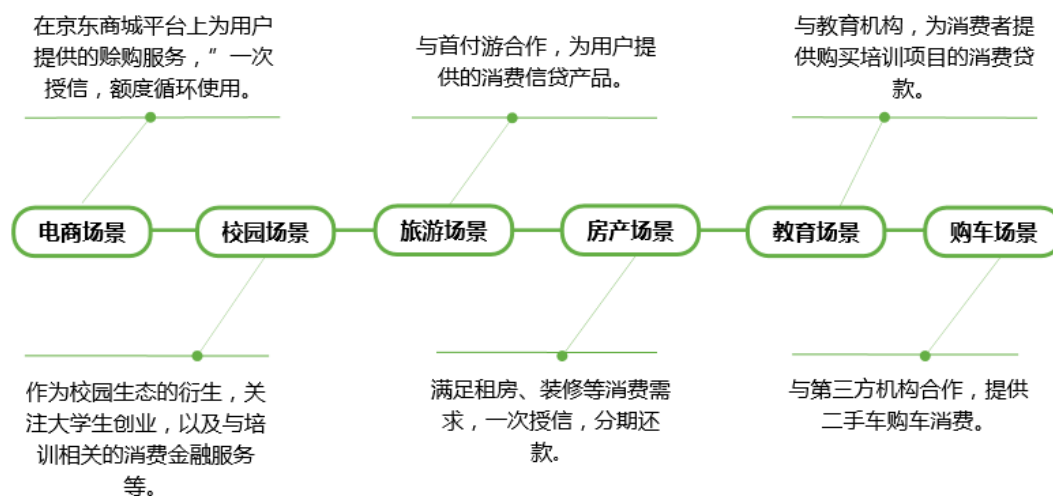 在京东商城平台上为用户
提供的赊购服务，”一次
授信，额度循环使用。
与首付游合作，为用户提
供的消费信贷产品。
与教育机构，为消费者提
供购买培训项目的消费贷
款。
电商场景
校园场景
旅游场景
房产场景
教育场景
购车场景
作为校园生态的衍生，关
注大学生创业，以及与培
训相关的消费金融服务
等。
满足租房、装修等消费需
求，一次授信，分期还
款。
与第三方机构合作，提供
二手车购车消费。